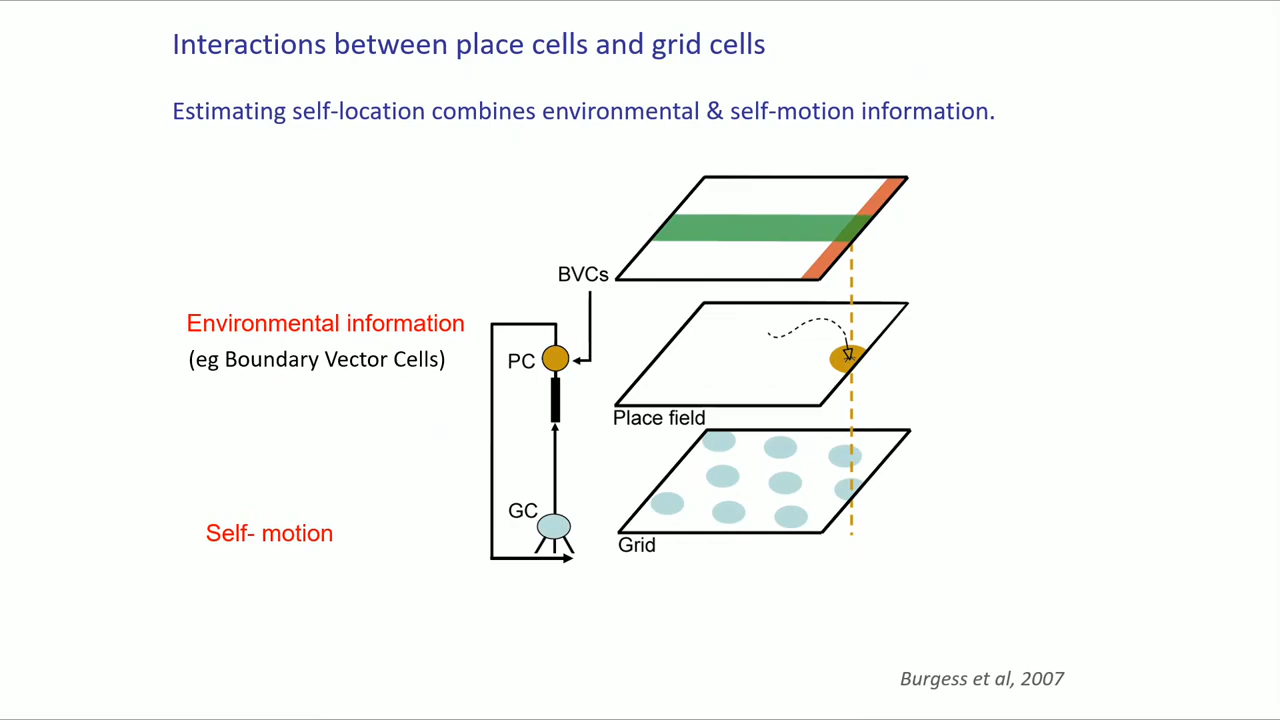 Interactions between place cells and grid cells
Estimating self-location combines environmental & self-motion information.
BVCs
Environmental information
(eg Boundary Vector Cells)
PC
Place field
GC
Self- motion
Grid
Burgess et al, 2007